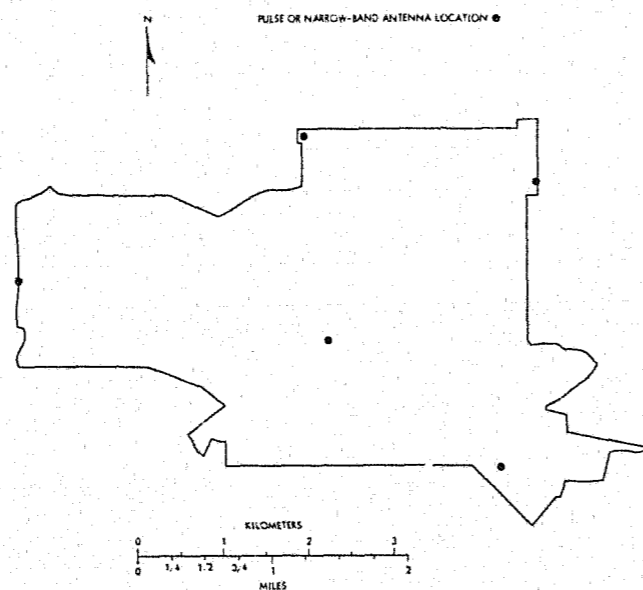 N
PULSE OR NARROW-BAND ANTENNA LOCATION
KILOMETERS
0 1 2 3
0 1/4 1/2 3/4 1 2
MILES